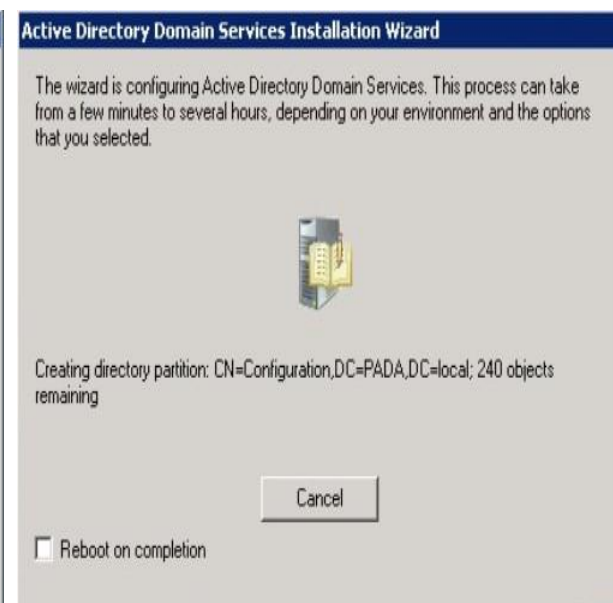 Active Directory Domain Services Installation Wizard
The wizard is configuring Active Directory Domain Services. This process can take
from a few minutes to several hours, depending on your environment and the options
that you selected.
Creating directory partition: CN=Configuration,DC=PADA,DC=local; 240 objects
remaining
Cancel
Reboot on completion